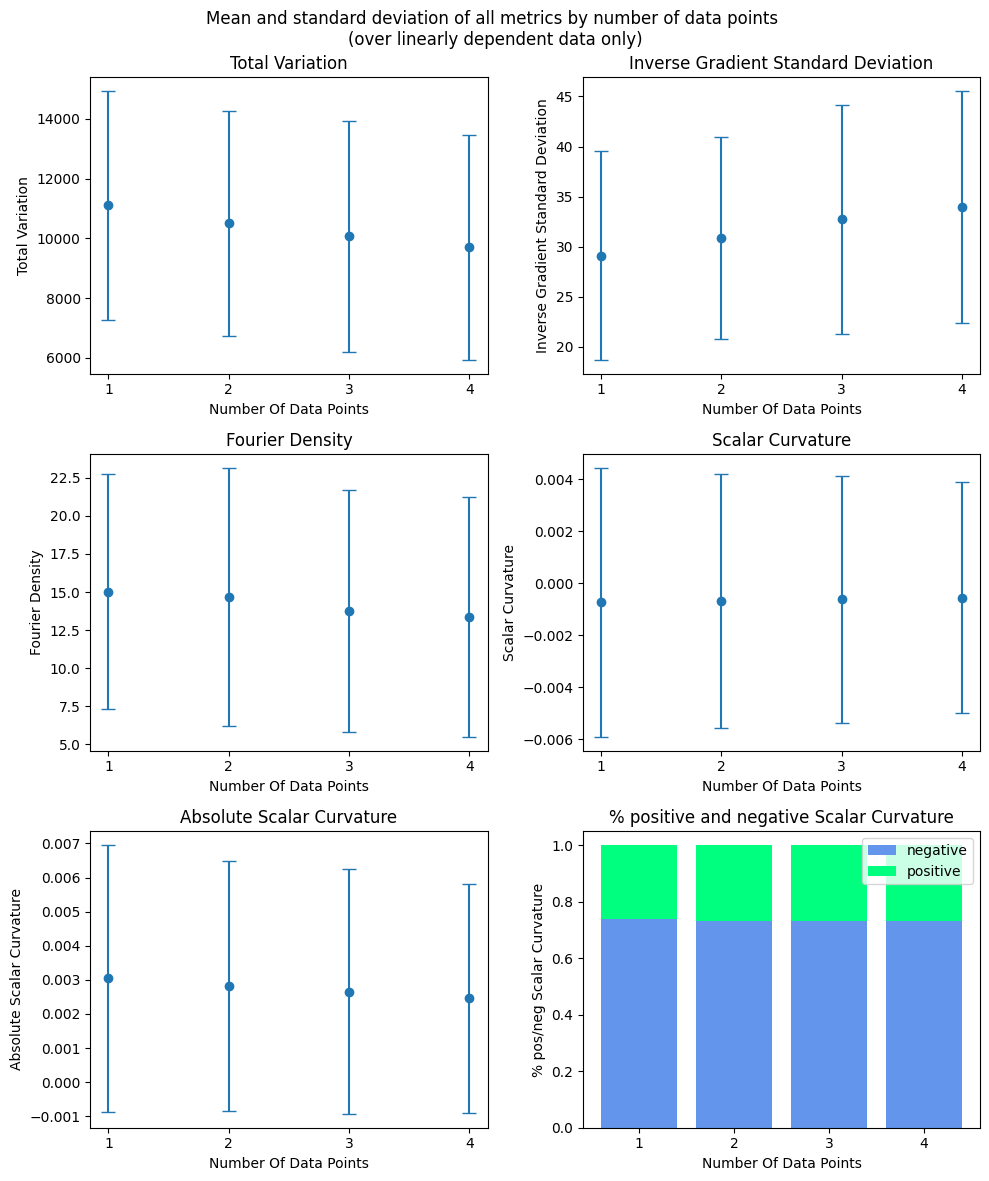 Mean and standard deviation of all metrics by number of data points
(over linearly dependent data only)
Total Variation
Total Variation
14000
12000
10000
8000
6000
1 2 3 4
Number Of Data Points
Inverse Gradient Standard Deviation
Inverse Gradient Standard Deviation
45
40
35
30
25
20
1 2 3 4
Number Of Data Points
Fourier Density
Fourier Density
22.5
20.0
17.5
15.0
12.5
10.0
7.5
5.0
1 2 3 4
Number Of Data Points
Scalar Curvature
Scalar Curvature
0.004
0.002
0.000
−0.002
−0.004
−0.006
1 2 3 4
Number Of Data Points
Absolute Scalar Curvature
Absolute Scalar Curvature
0.007
0.006
0.005
0.004
0.003
0.002
0.001
0.000
−0.001
1 2 3 4
Number Of Data Points
% positive and negative Scalar Curvature
% pos/neg Scalar Curvature
1.0
0.8
0.6
0.4
0.2
0.0
negative
positive
1 2 3 4
Number Of Data Points